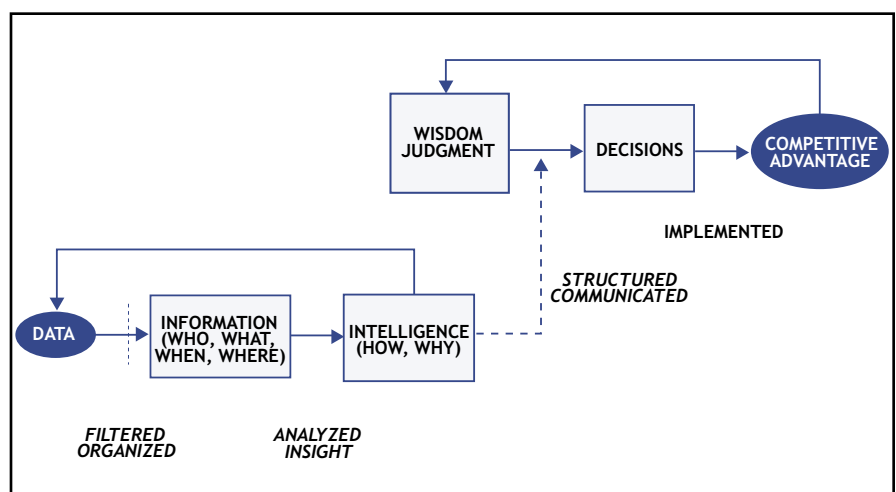 WISDOM
JUDGMENT
DECISIONS
COMPETITIVE
ADVANTAGE
IMPLEMENTED
STRUCTURED
COMMUNICATED
DATA
INFORMATION
(WHO, WHAT,
WHEN, WHERE)
INTELLIGENCE
(HOW, WHY)
FILTERED
ORGANIZED
ANALYZED
INSIGHT